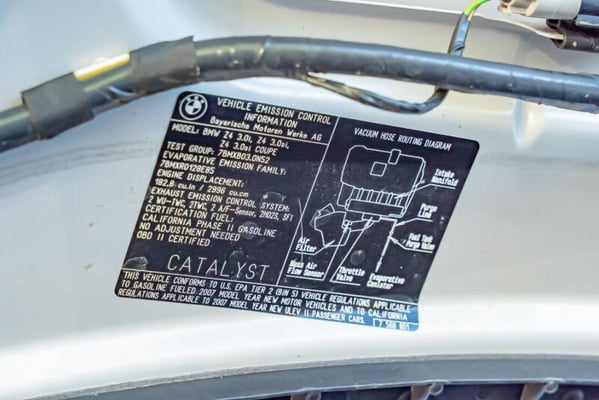 VEHICLE EMISSION CONTROL
INFORMATION
Bayerische Motoren Werke AG
MODEL: BMW Z4 3.0i, Z4 3.0si,
Z4 3.0si COUPE
TEST GROUP: 7BMXB03.0N52
EVAPORATIVE EMISSION FAMILY:
7BMXR0128E85
ENGINE DISPLACEMENT:
182.8 cu.in / 2996 cu.cm
EXHAUST EMISSION CONTROL SYSTEM:
2 WU-TWC, 2TWC, 2 A/F-Sensor, 2HO2S, SFI
CERTIFICATION FUEL:
CALIFORNIA PHASE II GASOLINE
NO ADJUSTMENT NEEDED
OBD II CERTIFIED
CATALYST
VACUUM HOSE ROUTING DIAGRAM
Intake
Manifold
Purge
Line
Fuel Tank
Purge Valve
Air
Filter
Mass Air
Flow Sensor
Throttle
Valve
Evaporative
Canister
THIS VEHICLE CONFORMS TO U.S. EPA TIER 2 (BIN 5) VEHICLE REGULATIONS APPLICABLE
TO GASOLINE FUELED 2007 MODEL YEAR NEW MOTOR VEHICLES AND TO CALIFORNIA
REGULATIONS APPLICABLE TO 2007 MODEL YEAR NEW ULEV II PASSENGER CARS.
7 568 801